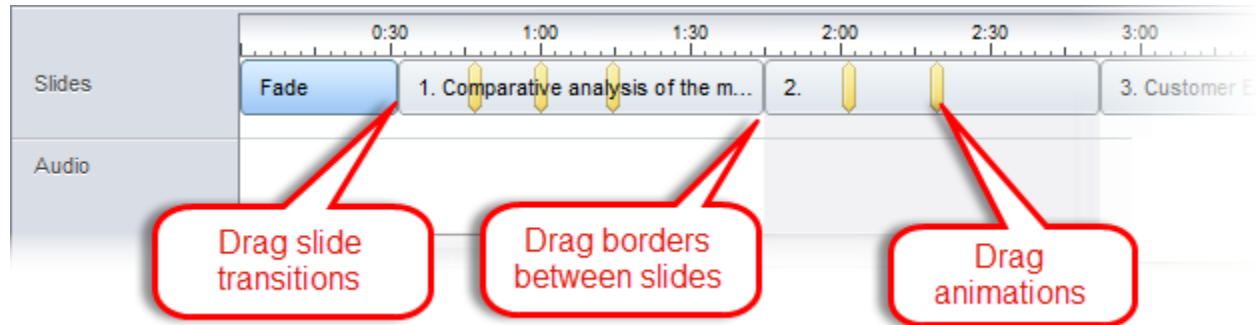 0:30 1:00 1:30 2:00 2:30 3:00
Slides
Fade
1. Comparative analysis of the m...
2.
3. Customer E
Audio
Drag slide
transitions
Drag borders
between slides
Drag
animations